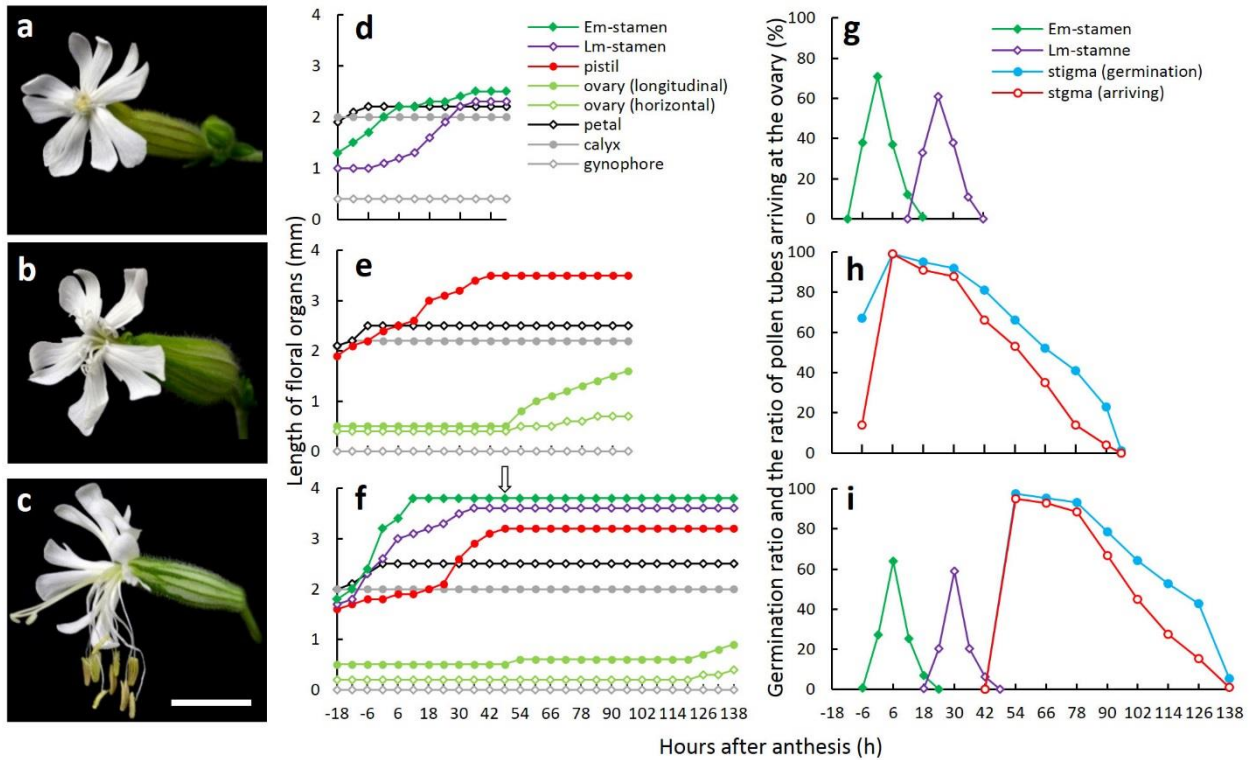 a
b
c
d
4
3
2
1
0
Em-stamen
Lm-stamen
pistil
ovary (longitudinal)
ovary (horizontal)
petal
calyx
gynophore
e
4
3
2
1
0
f
4
3
2
1
0
-18 -6 6 18 30 42 54 66 78 90 102 114 126 138
Length of floral organs (mm)
g
100
80
60
40
20
0
Em-stamen
Lm-stamne
stigma (germination)
stgma (arriving)
h
100
80
60
40
20
0
i
100
80
60
40
20
0
-18 -6 6 18 30 42 54 66 78 90 102 114 126 138
Germination ratio and the ratio of pollen tubes arriving at the ovary (%)
Hours after anthesis (h)